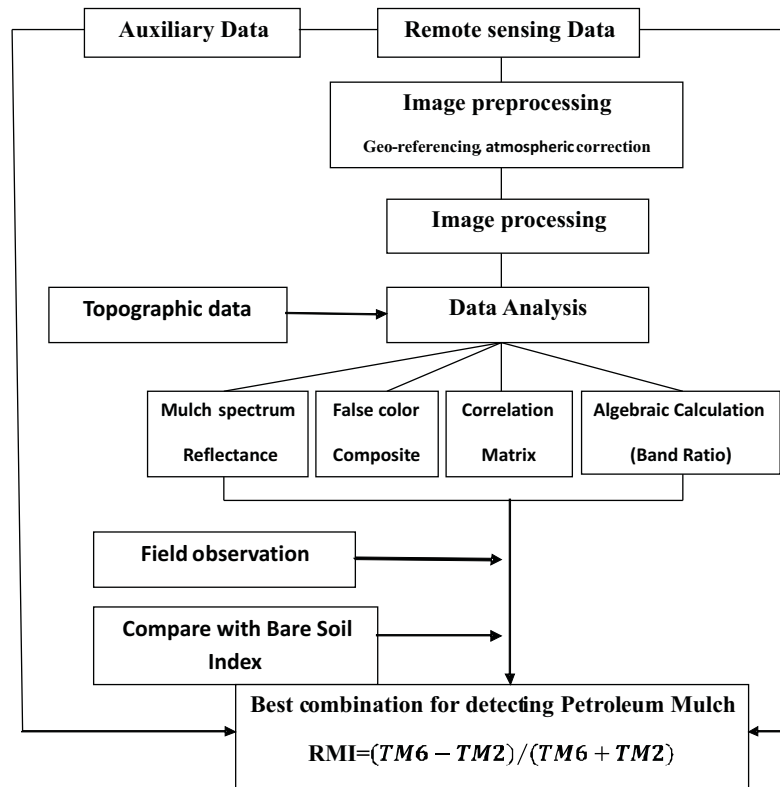 Auxiliary Data
Remote sensing Data
Image preprocessing
Geo-referencing, atmospheric correction
Image processing
Topographic data
Data Analysis
Mulch spectrum
Reflectance
False color
Composite
Correlation
Matrix
Algebraic Calculation
(Band Ratio)
Field observation
Compare with Bare Soil
Index
Best combination for detecting Petroleum Mulch
RMI=(TM6 − TM2)/(TM6 + TM2)